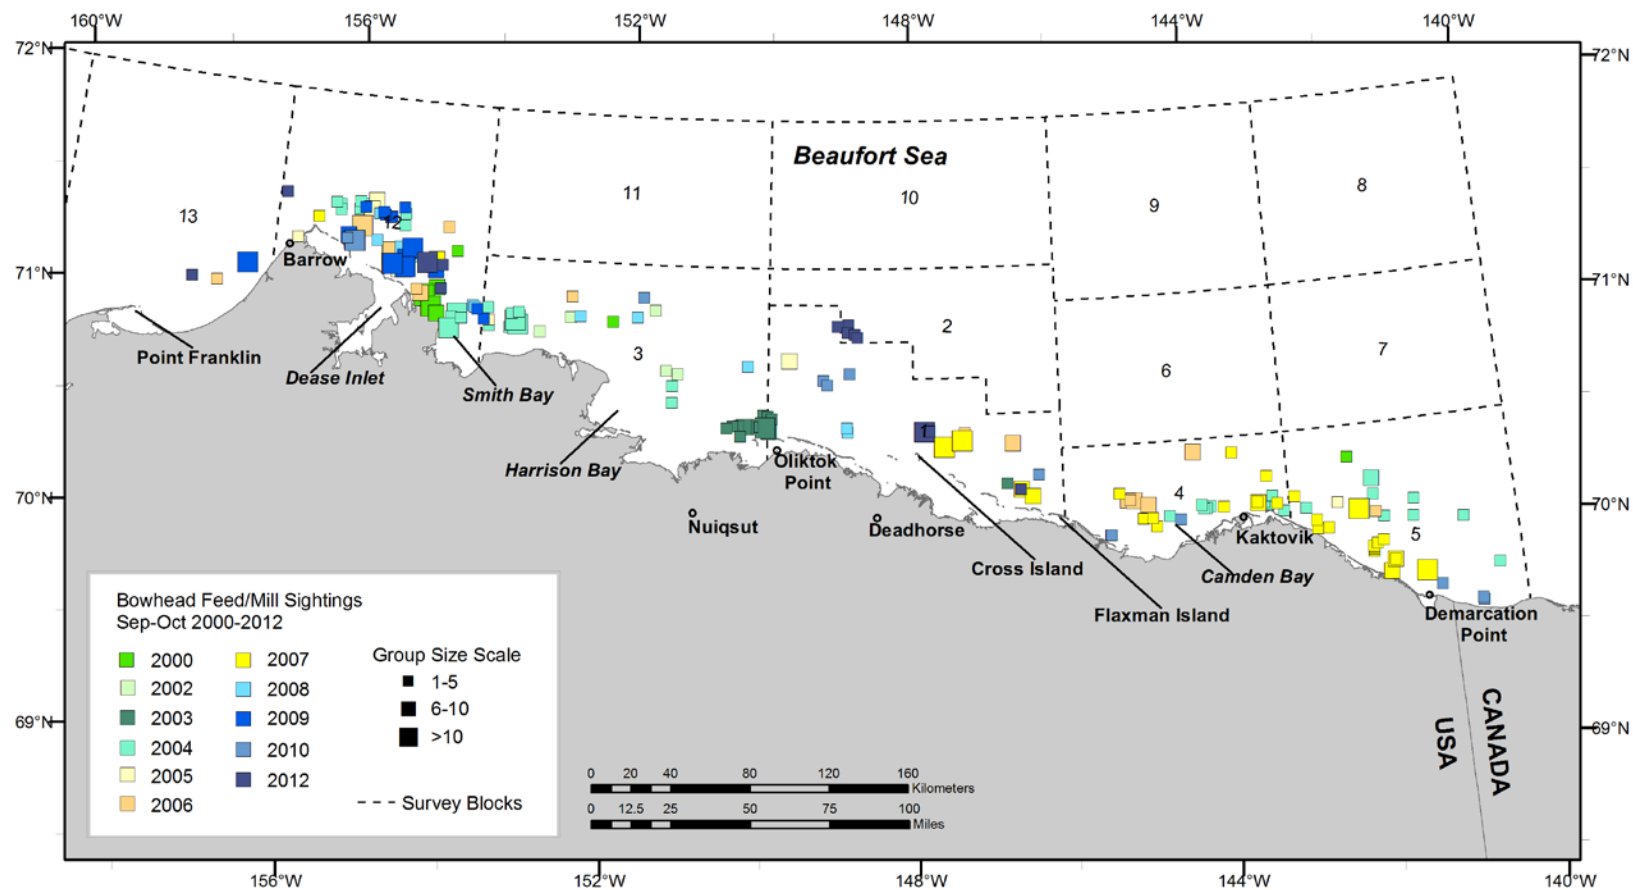 160°W 156°W 152°W 148°W 144°W 140°W
72°N 72°N
Beaufort Sea
8
11 10 9
13
12
Barrow
71°N 71°N
2
Point Franklin 3 7
Dease Inlet 6
Smith Bay
1
Harrison Bay Oliktok
Point
4
70°N 70°N
Nuiqsut Deadhorse Kaktovik 5
Cross Island Camden Bay
Flaxman Island Demarcation
Point
Bowhead Feed/Mill Sightings
Sep-Oct 2000-2012
2000 2007 Group Size Scale
2002 2008 1-5
2003 2009 6-10
2004 2010 >10
2005 2012
2006 Survey Blocks
69°N 69°N
USA
CANADA
0 20 40 80 120 160
Kilometers
0 12.5 25 50 75 100
Miles
156°W 152°W 148°W 144°W 140°W